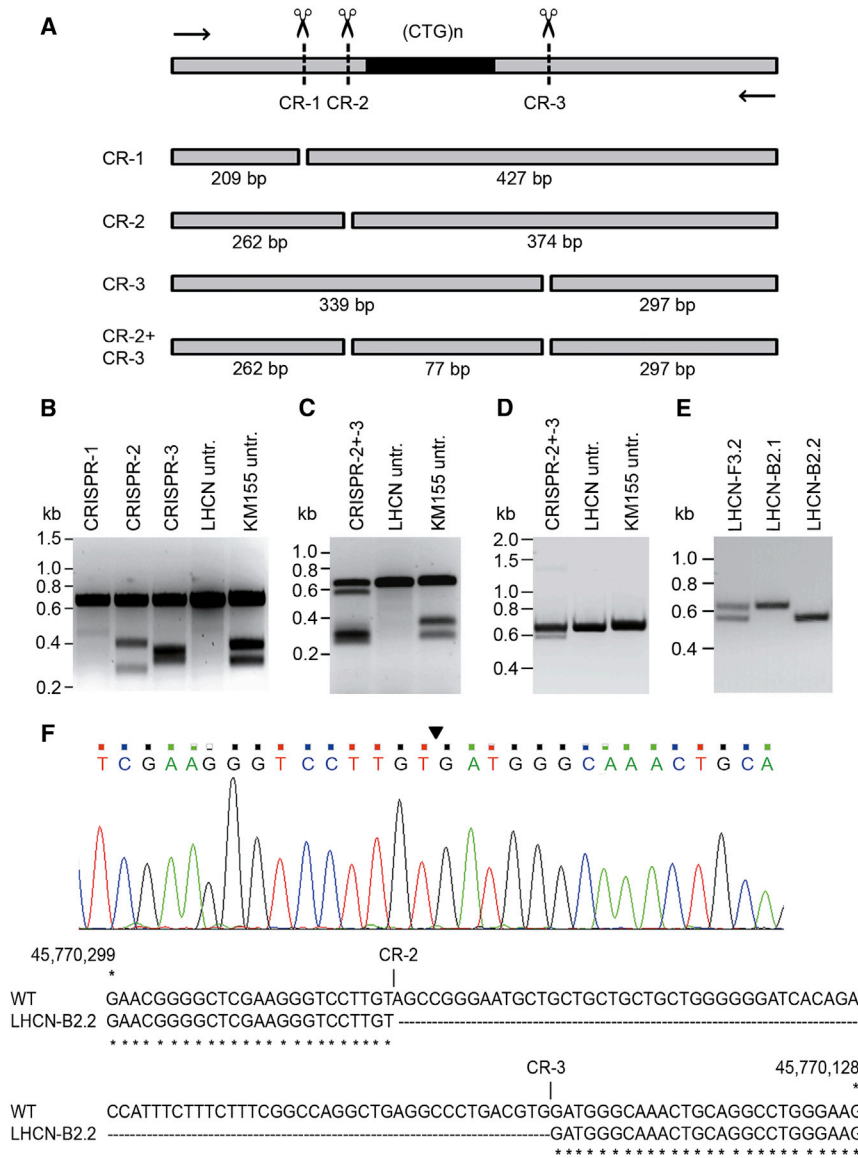 A
(CTG)n
CR-1 CR-2 CR-3
CR-1
209 bp 427 bp
CR-2
262 bp 374 bp
CR-3
339 bp 297 bp
CR-2+
CR-3
262 bp 77 bp 297 bp
B
kb
CRISPR-1
CRISPR-2
CRISPR-3
LHCN untr.
KM155 untr.
1.5
1.0
0.8
0.6
0.4
0.2
C
kb
CRISPR-2+-3
LHCN untr.
KM155 untr.
1.0
0.8
0.6
0.4
0.2
D
kb
CRISPR-2+-3
LHCN untr.
KM155 untr.
2.0
1.0
0.8
0.6
0.4
E
kb
LHCN-F3.2
LHCN-B2.1
LHCN-B2.2
1.0
0.6
0.4
F
T C G A A G G G T C C T T G T G A T G G G C A A A C T G C A
45,770,299 CR-2
*
WT GAACGGGGCTCGAAGGGTCCTTGTAGCCGGGAATGCTGCTGCTGCTGCTGGGGGGATCACAGA
LHCN-B2.2 GAACGGGGCTCGAAGGGTCCTTGT---------------------------------------
************************
CR-3 45,770,128
*
WT CCATTTCTTTCTTTCGGCCAGGCTGAGGCCCTGACGTGGATGGGCAAACTGCAGGCCTGGGAAG
LHCN-B2.2 --------------------------------------GATGGGCAAACTGCAGGCCTGGGAAG
**************************